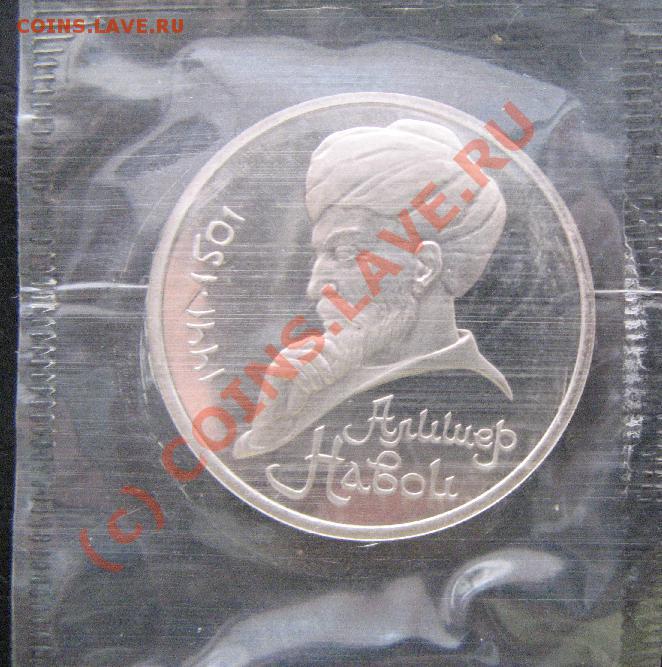 COINS.LAVE.RU
1441-1501
Алишер
Навои
(c) COINS.LAVE.RU